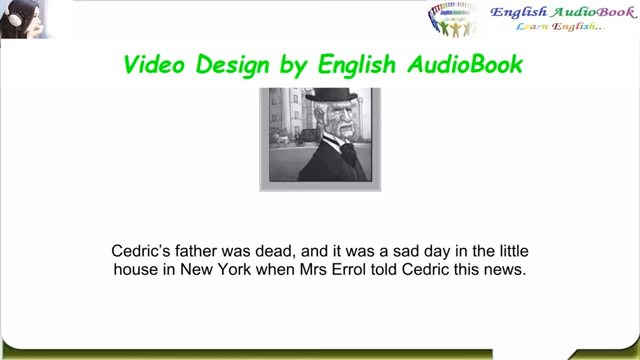 English AudioBook
Learn English...
Video Design by English AudioBook
Cedric's father was dead, and it was a sad day in the little
house in New York when Mrs Errol told Cedric this news.